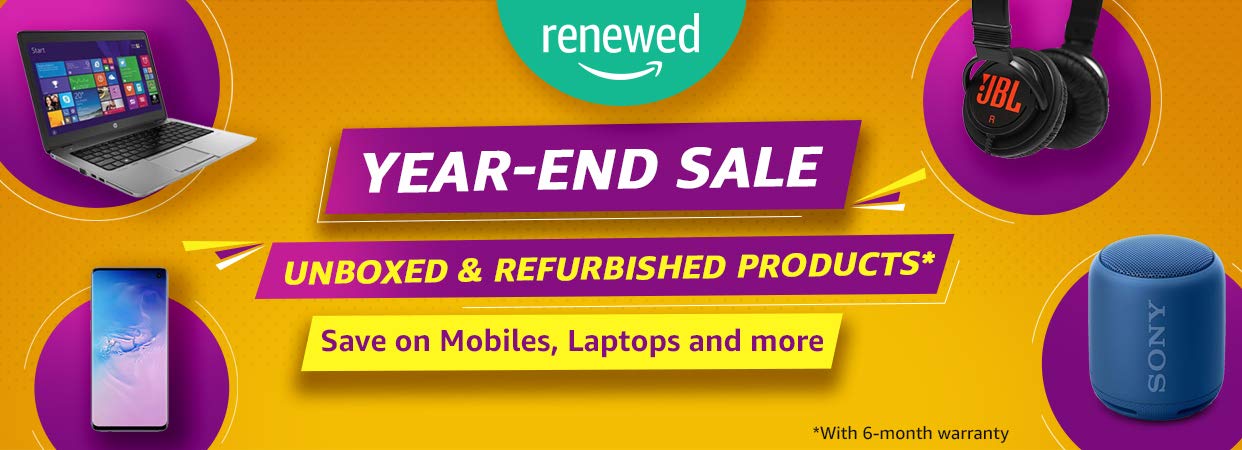 renewed
YEAR-END SALE
UNBOXED & REFURBISHED PRODUCTS*
Save on Mobiles, Laptops and more
*With 6-month warranty
Start
JBL
R
SONY